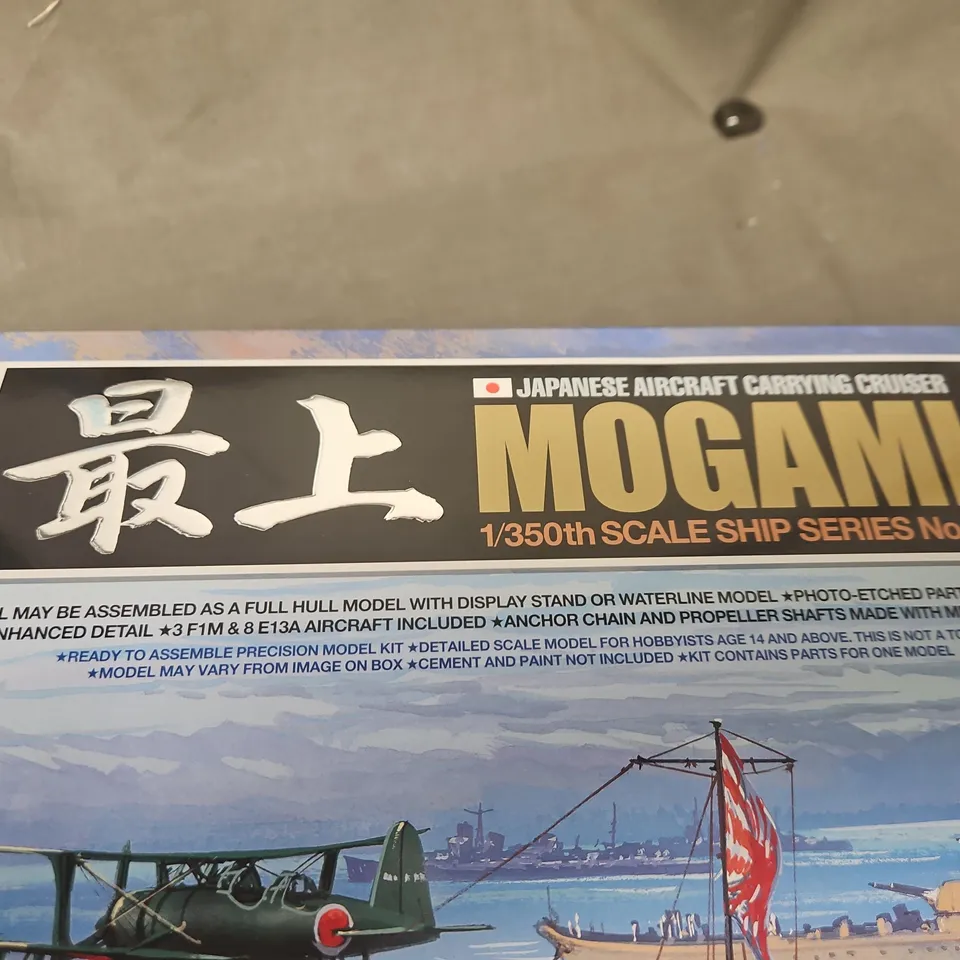 最上
JAPANESE AIRCRAFT CARRYING CRUISER
MOGAMI
1/350th SCALE SHIP SERIES No
MAY BE ASSEMBLED AS A FULL HULL MODEL WITH DISPLAY STAND OR WATERLINE MODEL ★PHOTO-ETCHED PART
NHANCED DETAIL ★3 F1M & 8 E13A AIRCRAFT INCLUDED ★ANCHOR CHAIN AND PROPELLER SHAFTS MADE WITH
★READY TO ASSEMBLE PRECISION MODEL KIT ★DETAILED SCALE MODEL FOR HOBBYISTS AGE 14 AND ABOVE. THIS IS NOT A TO
★MODEL MAY VARY FROM IMAGE ON BOX ★CEMENT AND PAINT NOT INCLUDED ★KIT CONTAINS PARTS FOR ONE MODEL